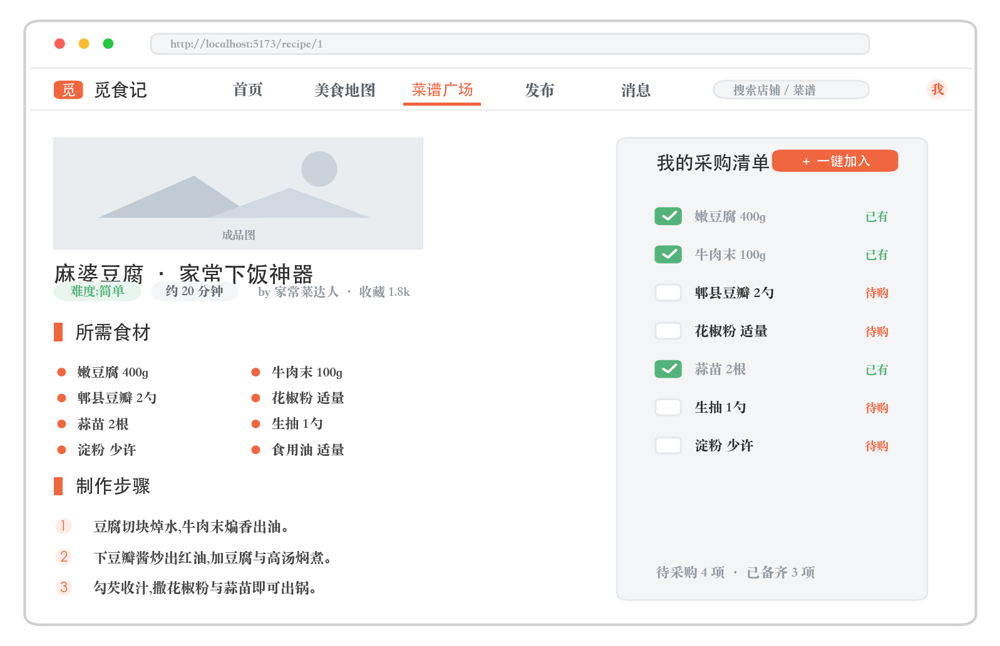 http://localhost:5173/recipe/1
觅 觅食记 首页 美食地图 菜谱广场 发布 消息 搜索店铺 / 菜谱 我
成品图
麻婆豆腐 · 家常下饭神器
难度:简单 约 20 分钟 by 家常菜达人 · 收藏 1.8k
所需食材
嫩豆腐 400g 牛肉末 100g
郫县豆瓣 2勺 花椒粉 适量
蒜苗 2根 生抽 1勺
淀粉 少许 食用油 适量
制作步骤
1 豆腐切块焯水,牛肉末煸香出油。
2 下豆瓣酱炒出红油,加豆腐与高汤焖煮。
3 勾芡收汁,撒花椒粉与蒜苗即可出锅。
我的采购清单 + 一键加入
嫩豆腐 400g 已有
牛肉末 100g 已有
郫县豆瓣 2勺 待购
花椒粉 适量 待购
蒜苗 2根 已有
生抽 1勺 待购
淀粉 少许 待购
待采购 4 项 · 已备齐 3 项